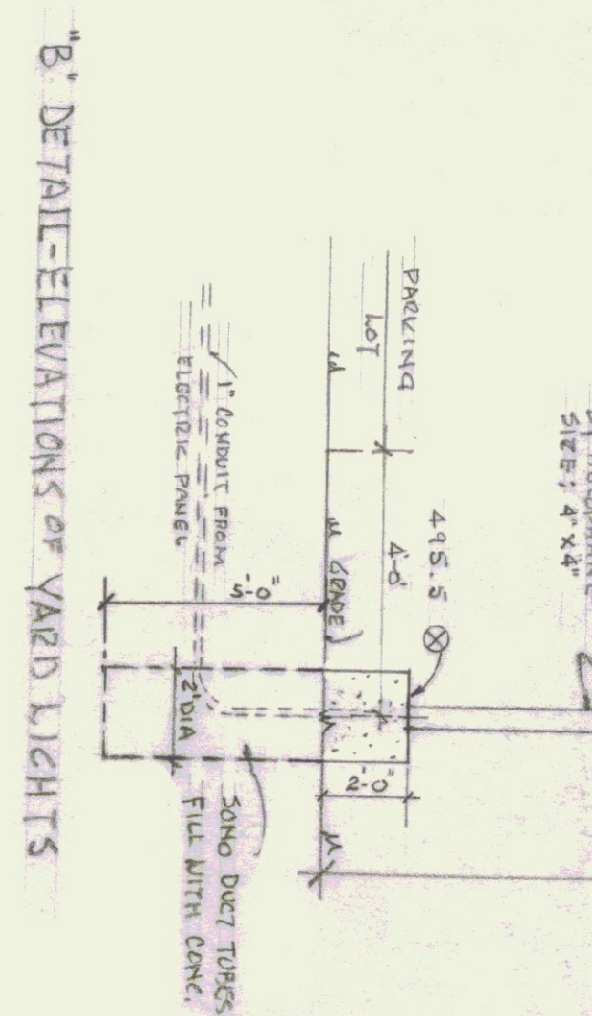 SIZE: 4" X 4"
PARKING
LOT
4'-0"
495.5
GRADE
2'-0"
5'-0"
2' DIA
1" CONDUIT FROM
ELECTRIC PANEL
SONO DUCT TUBES
FILL WITH CONC.
"B" DETAIL-ELEVATIONS OF YARD LIGHTS